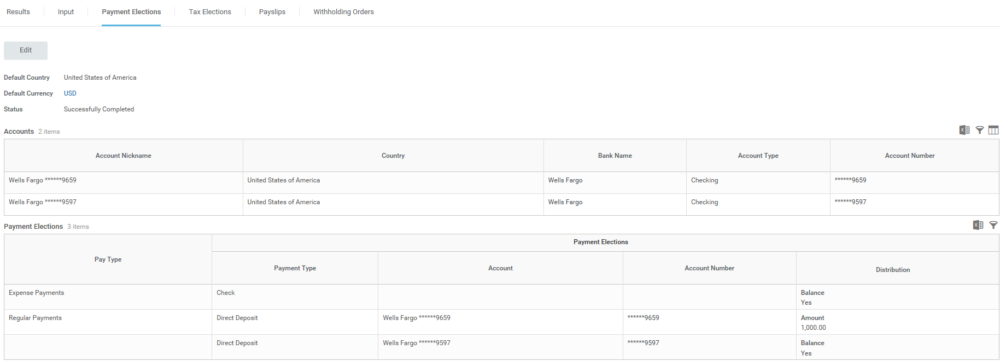 Results Input Payment Elections Tax Elections Payslips Withholding Orders
Edit
Default Country United States of America
Default Currency USD
Status Successfully Completed
Accounts 2 items
Account Nickname Country Bank Name Account Type Account Number
Wells Fargo ******9659 United States of America Wells Fargo Checking ******9659
Wells Fargo ******9597 United States of America Wells Fargo Checking ******9597
Payment Elections 3 items
Payment Elections
Pay Type Payment Type Account Account Number Distribution
Expense Payments Check Balance
Yes
Regular Payments Direct Deposit Wells Fargo ******9659 ******9659 Amount
1,000.00
Direct Deposit Wells Fargo ******9597 ******9597 Balance
Yes